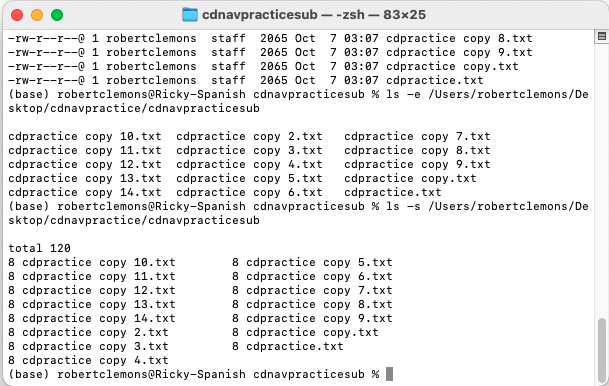 cdnavpracticesub — -zsh — 83×25
-rw-r--r--@ 1 robertclemons  staff  2065 Oct  7 03:07 cdpractice copy 8.txt
-rw-r--r--@ 1 robertclemons  staff  2065 Oct  7 03:07 cdpractice copy 9.txt
-rw-r--r--@ 1 robertclemons  staff  2065 Oct  7 03:07 cdpractice copy.txt
-rw-r--r--@ 1 robertclemons  staff  2065 Oct  7 03:07 cdpractice.txt
(base) robertclemons@Ricky-Spanish cdnavpracticesub % ls -e /Users/robertclemons/De
sktop/cdnavpractice/cdnavpracticesub
cdpractice copy 10.txt  cdpractice copy 2.txt   cdpractice copy 7.txt
cdpractice copy 11.txt  cdpractice copy 3.txt   cdpractice copy 8.txt
cdpractice copy 12.txt  cdpractice copy 4.txt   cdpractice copy 9.txt
cdpractice copy 13.txt  cdpractice copy 5.txt   cdpractice copy.txt
cdpractice copy 14.txt  cdpractice copy 6.txt   cdpractice.txt
(base) robertclemons@Ricky-Spanish cdnavpracticesub % ls -s /Users/robertclemons/De
sktop/cdnavpractice/cdnavpracticesub
total 120
8 cdpractice copy 10.txt        8 cdpractice copy 5.txt
8 cdpractice copy 11.txt        8 cdpractice copy 6.txt
8 cdpractice copy 12.txt        8 cdpractice copy 7.txt
8 cdpractice copy 13.txt        8 cdpractice copy 8.txt
8 cdpractice copy 14.txt        8 cdpractice copy 9.txt
8 cdpractice copy 2.txt         8 cdpractice copy.txt
8 cdpractice copy 3.txt         8 cdpractice.txt
8 cdpractice copy 4.txt
(base) robertclemons@Ricky-Spanish cdnavpracticesub %